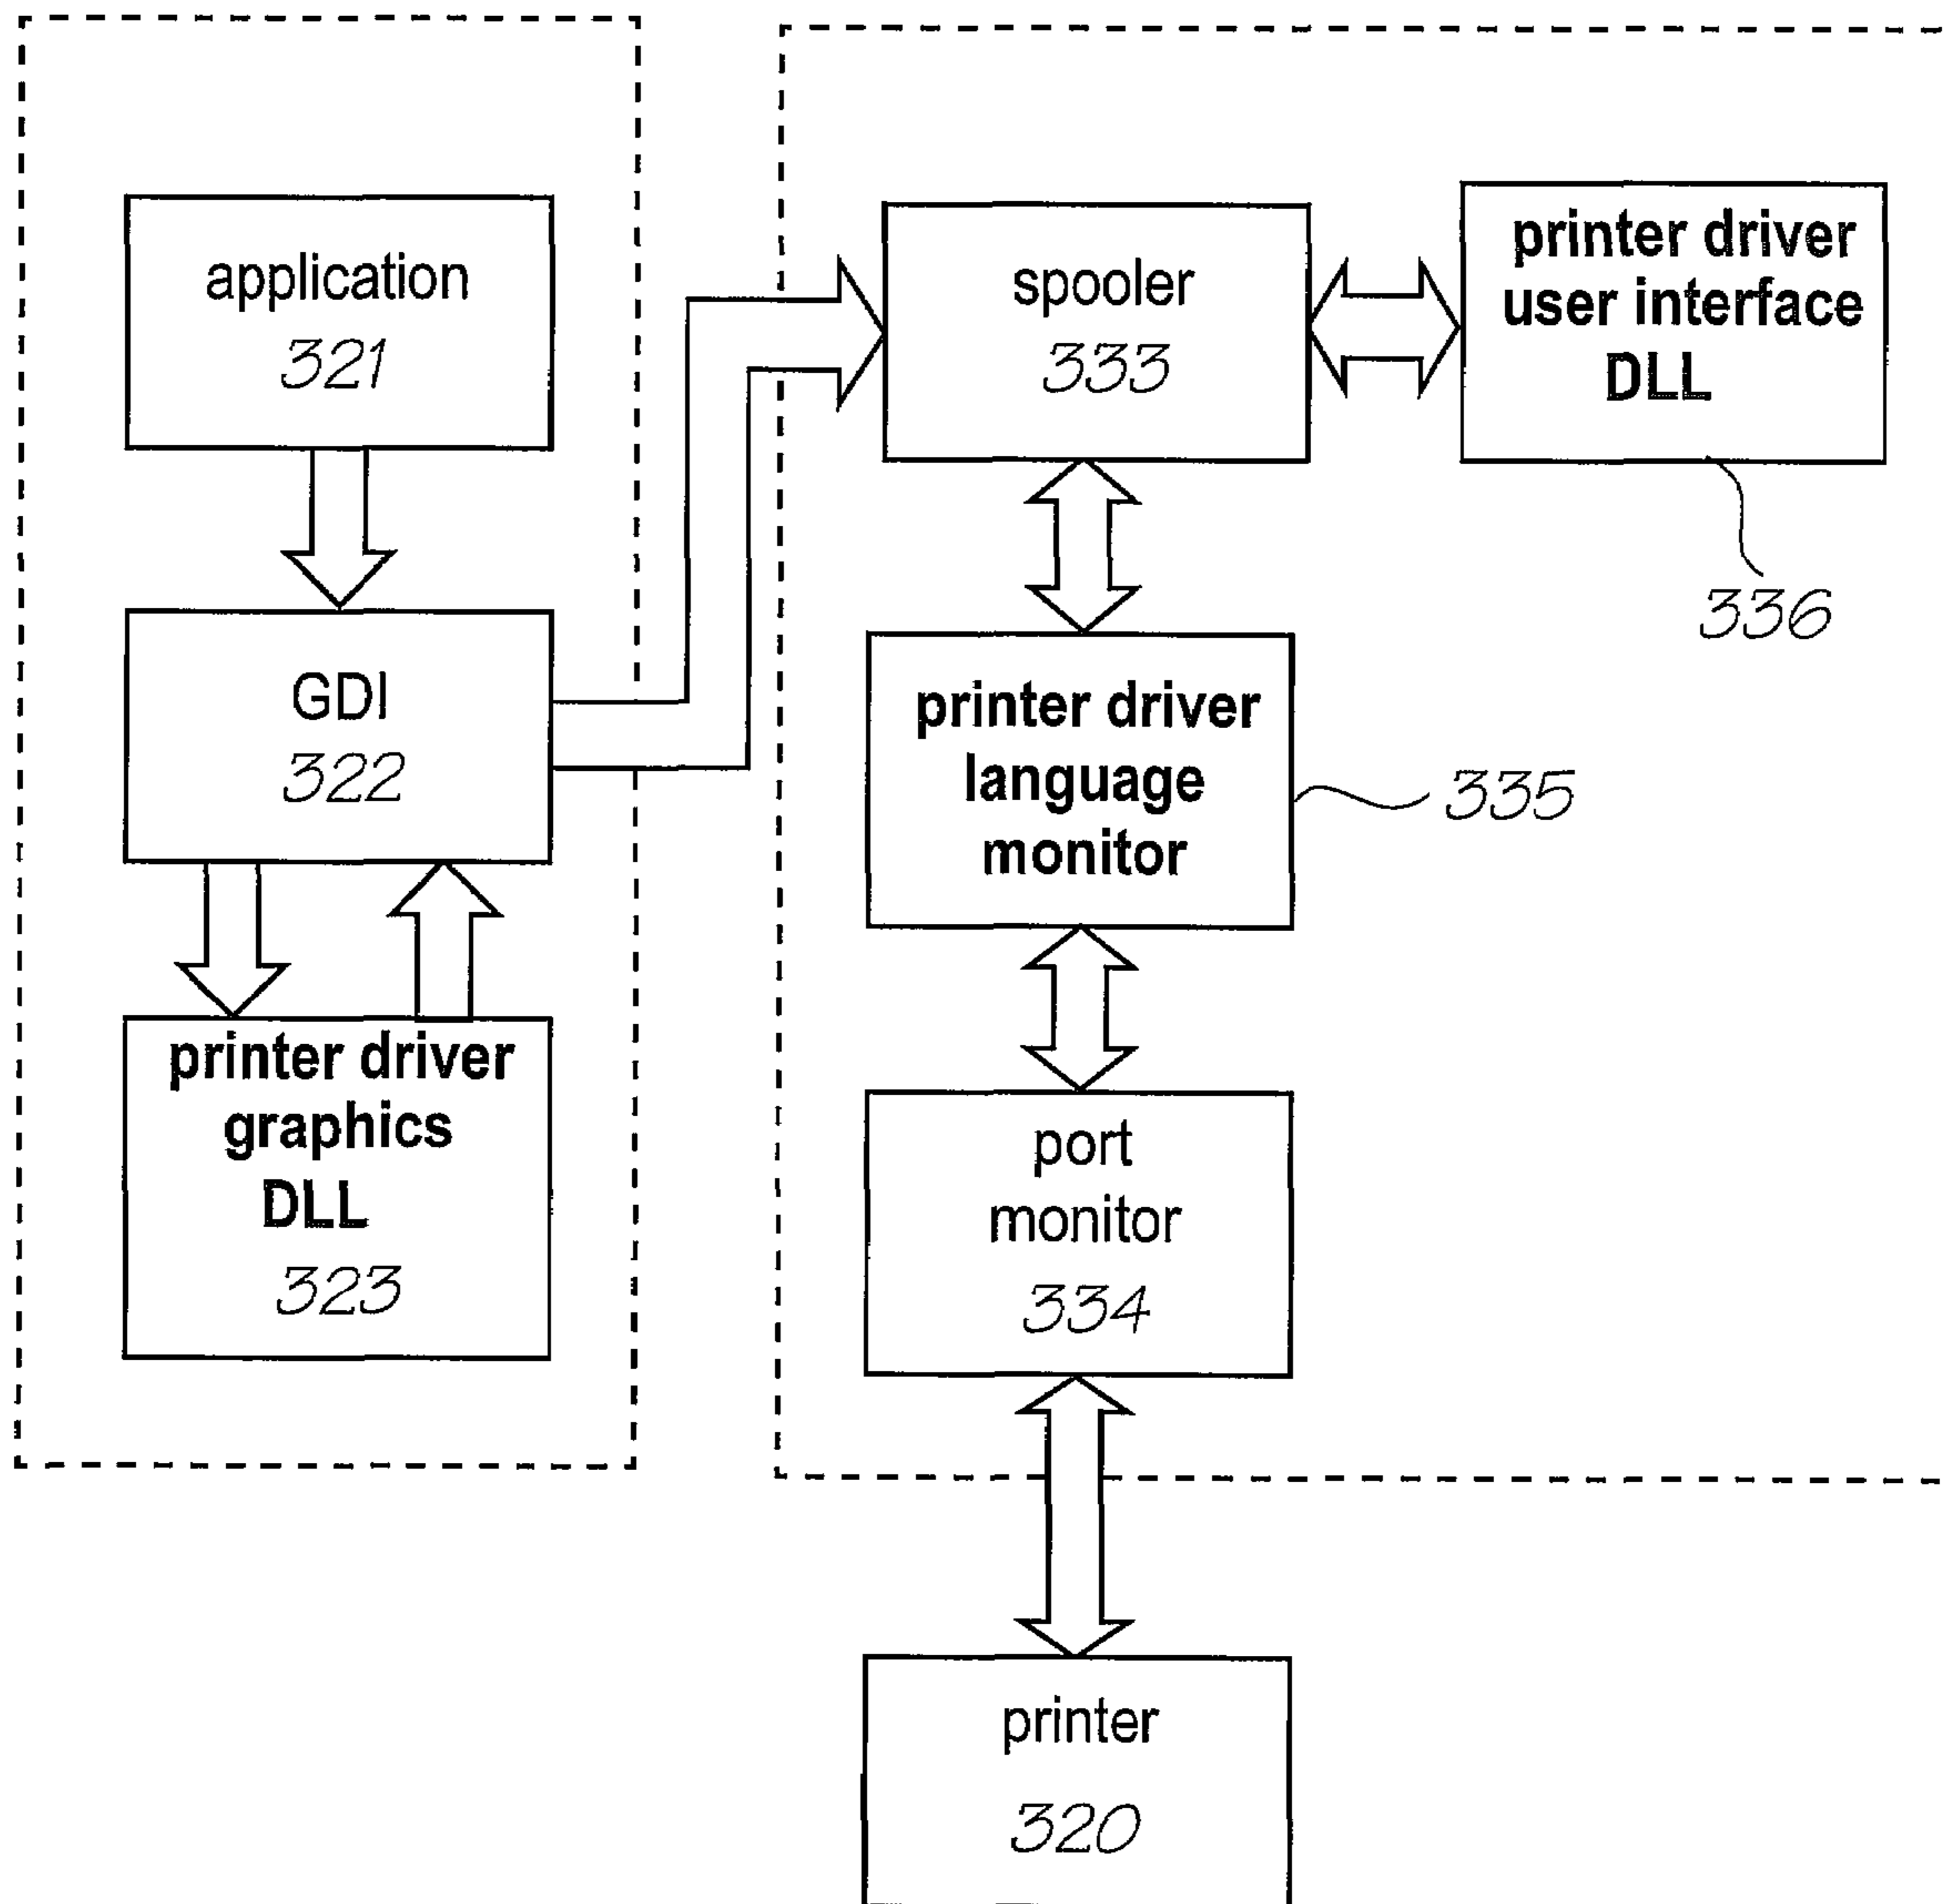 application
321
GDI
322
printer driver
graphics
DLL
323
spooler
333
printer driver
user interface
DLL
336
printer driver
language
monitor
335
port
monitor
334
printer
320